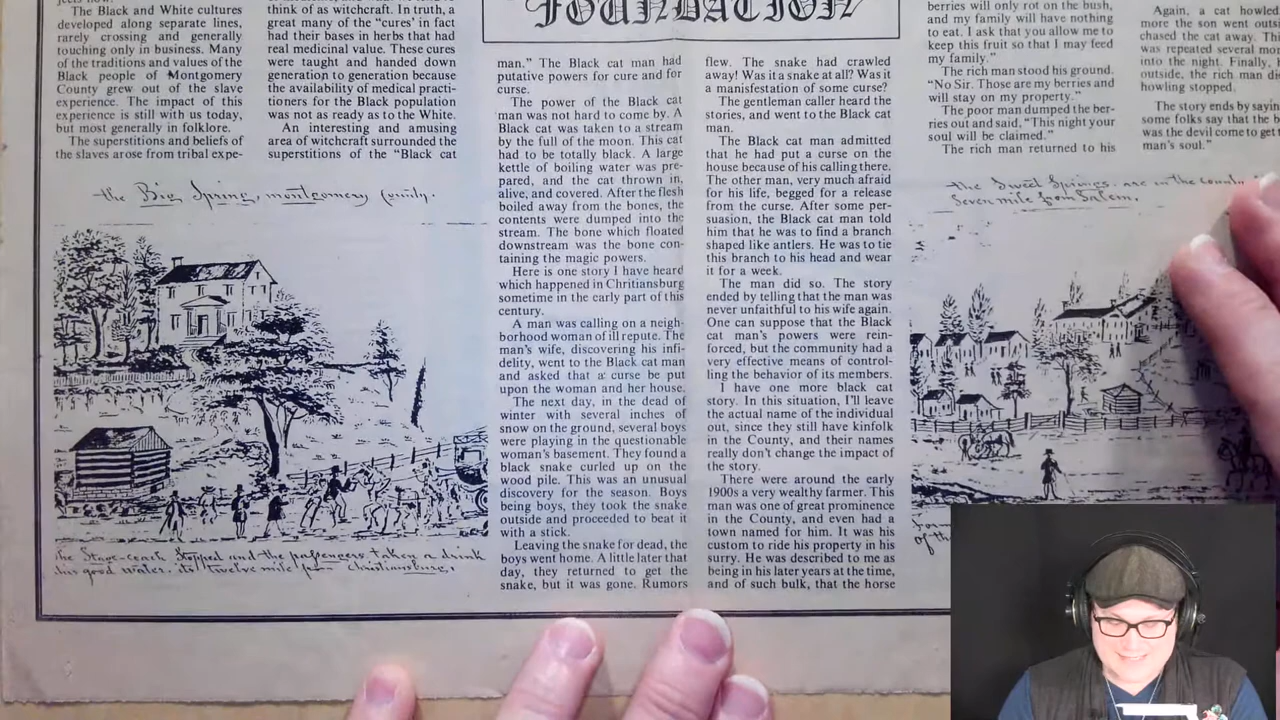 jects now.
The Black and White cultures
developed along separate lines,
rarely crossing and generally
touching only in business. Many
of the traditions and values of the
Black people of Montgomery
County grew out of the slave
experience. The impact of this
experience is still with us today,
but most generally in folklore.
The superstitions and beliefs of
the slaves arose from tribal expe-
think of as witchcraft. In truth, a
great many of the "cures' in fact
had their bases in herbs that had
real medicinal value. These cures
were taught and handed down
generation to generation because
the availability of medical practi-
tioners for the Black population
was not as ready as to the White.
An interesting and amusing
area of witchcraft surrounded the
superstitions of the "Black cat
the Big Spring, montgomery County.
The Stage-coach Stopped and the passengers taken a drink
this good water. its twelve mile from Christiansburg.
FOUNDATION
man." The Black cat man had
putative powers for cure and for
curse.
The power of the Black cat
man was not hard to come by. A
Black cat was taken to a stream
by the full of the moon. This cat
had to be totally black. A large
kettle of boiling water was pre-
pared, and the cat thrown in,
alive, and covered. After the flesh
boiled away from the bones, the
contents were dumped into the
stream. The bone which floated
downstream was the bone con-
taining the magic powers.
Here is one story I have heard
which happened in Chritiansburg
sometime in the early part of this
century.
A man was calling on a neigh-
borhood woman of ill repute. The
man's wife, discovering his infi-
delity, went to the Black cat man
and asked that a curse be put
upon the woman and her house.
The next day, in the dead of
winter with several inches of
snow on the ground, several boys
were playing in the questionable
woman's basement. They found a
black snake curled up on the
wood pile. This was an unusual
discovery for the season. Boys
being boys, they took the snake
outside and proceeded to beat it
with a stick.
Leaving the snake for dead, the
boys went home. A little later that
day, they returned to get the
snake, but it was gone. Rumors
flew. The snake had crawled
away! Was it a snake at all? Was it
a manisfestation of some curse?
The gentleman caller heard the
stories, and went to the Black cat
man.
The Black cat man admitted
that he had put a curse on the
house because of his calling there.
The other man, very much afraid
for his life, begged for a release
from the curse. After some per-
suasion, the Black cat man told
him that he was to find a branch
shaped like antlers. He was to tie
this branch to his head and wear
it for a week.
The man did so. The story
ended by telling that the man was
never unfaithful to his wife again.
One can suppose that the Black
cat man's powers were rein-
forced, but the community had a
very effective means of control-
ling the behavior of its members.
I have one more black cat
story. In this situation, I'll leave
the actual name of the individual
out, since they still have kinfolk
in the County, and their names
really don't change the impact of
the story.
There were around the early
1900s a very wealthy farmer. This
man was one of great prominence
in the County, and even had a
town named for him. It was his
custom to ride his property in his
surry. He was described to me as
being in his later years at the time,
and of such bulk, that the horse
berries will only rot on the bush,
and my family will have nothing
to eat. I ask that you allow me to
keep this fruit so that I may feed
my family."
The rich man stood his ground.
"No Sir. Those are my berries and
will stay on my property."
The poor man dumped the ber-
ries out and said, "This night your
soul will be claimed."
The rich man returned to his
Again, a cat howled
more the son went out
chased the cat away. Thi
was repeated several mor
into the night. Finally,
outside, the rich man di
howling stopped.
The story ends by sayin
some folks say that the b
was the devil come to get t
man's soul."
the Sweet Springs. are in the County
Seven mile from Salem.
of the